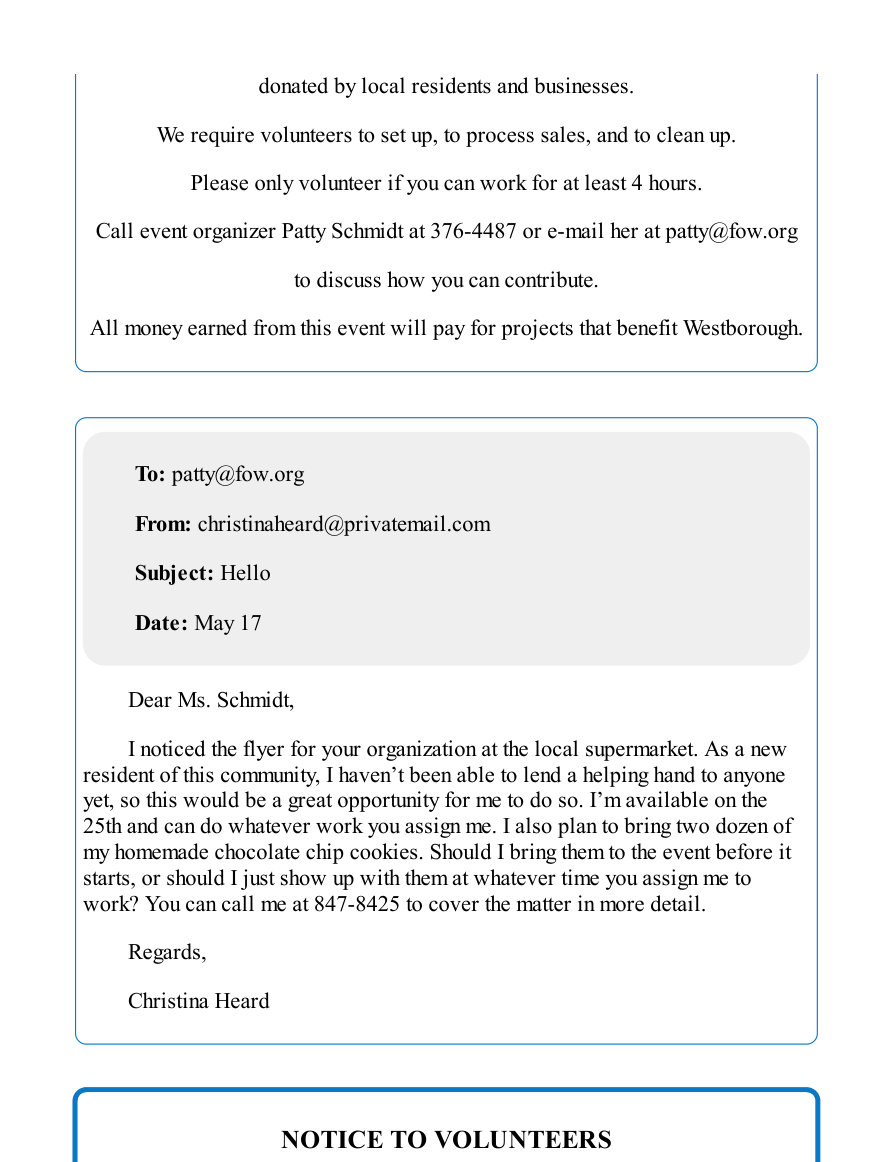 donated by local residents and businesses.
We require volunteers to set up, to process sales, and to clean up.
Please only volunteer if you can work for at least 4 hours.
Call event organizer Patty Schmidt at 376-4487 or e-mail her at patty@fow.org
to discuss how you can contribute.
All money earned from this event will pay for projects that benefit Westborough.
To: patty@fow.org
From: christinaheard@privatemail.com
Subject: Hello
Date: May 17
Dear Ms. Schmidt,
I noticed the flyer for your organization at the local supermarket. As a new
resident of this community, I haven’t been able to lend a helping hand to anyone
yet, so this would be a great opportunity for me to do so. I’m available on the
25th and can do whatever work you assign me. I also plan to bring two dozen of
my homemade chocolate chip cookies. Should I bring them to the event before it
starts, or should I just show up with them at whatever time you assign me to
work? You can call me at 847-8425 to cover the matter in more detail.
Regards,
Christina Heard
NOTICE TO VOLUNTEERS